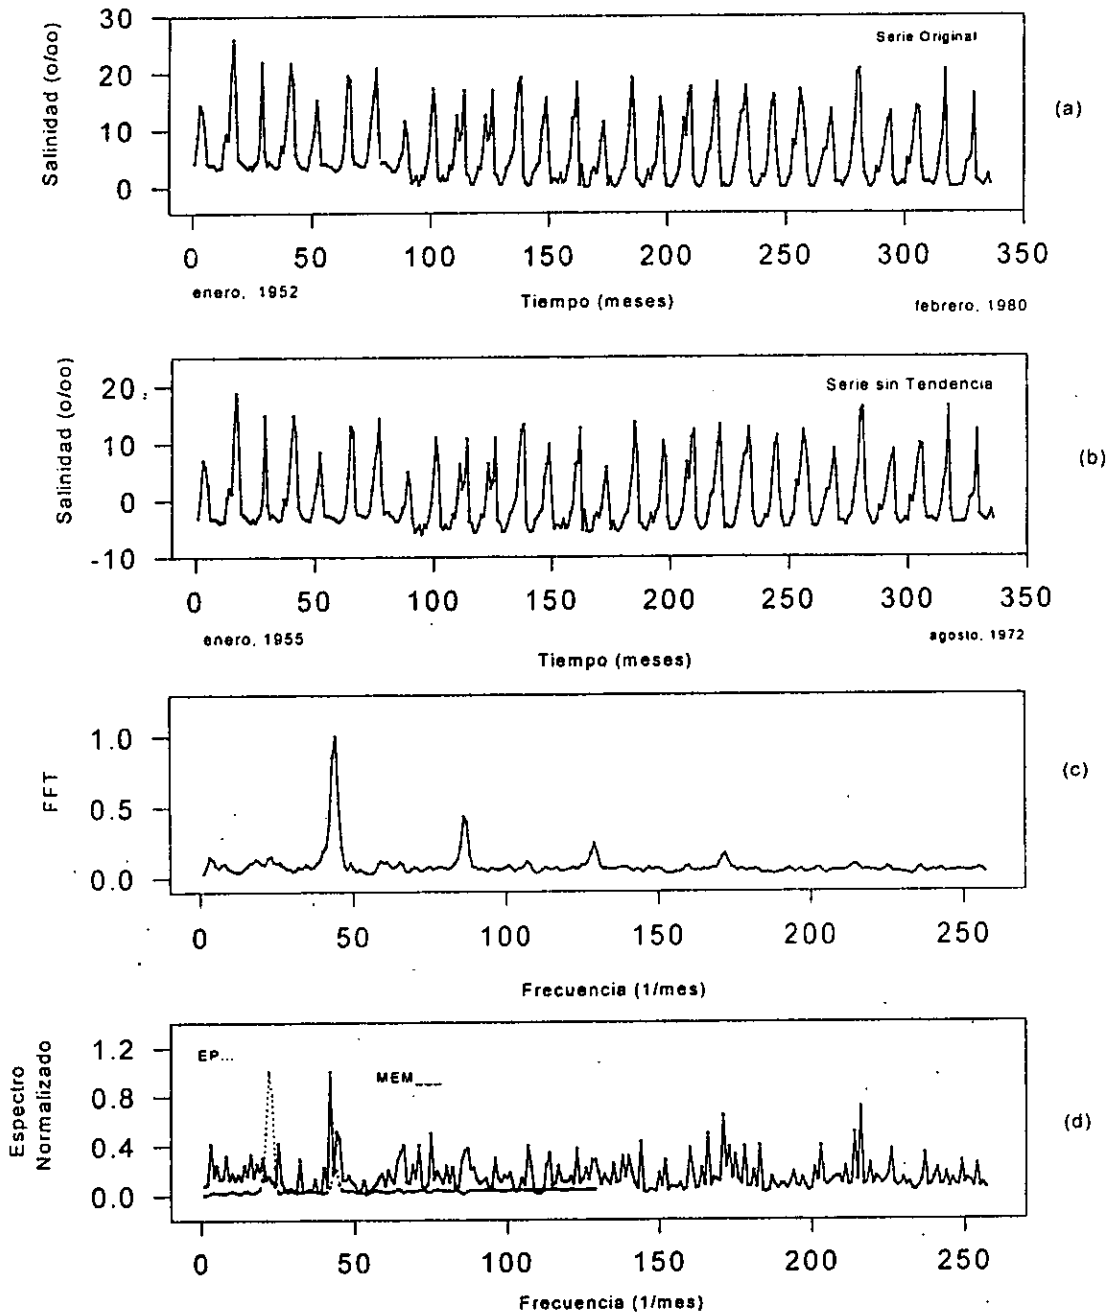 30
20
10
0
Salinidad (o/oo)
Serie Original
(a)
0 50 100 150 200 250 300 350
enero, 1952
Tiempo (meses)
febrero, 1980
20
10
0
-10
Salinidad (o/oo)
Serie sin Tendencia
(b)
0 50 100 150 200 250 300 350
enero, 1955
Tiempo (meses)
agosto, 1972
1.0
0.5
0.0
FFT
(c)
0 50 100 150 200 250
Frecuencia (1/mes)
1.2
0.8
0.4
0.0
Espectro
Normalizado
EP...
MEM___
(d)
0 50 100 150 200 250
Frecuencia (1/mes)